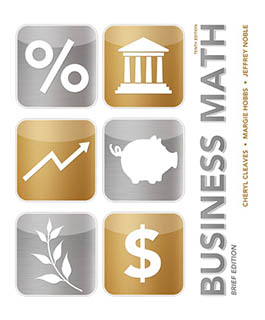 TENTH EDITION
BUSINESS MATH
BRIEF EDITION
CHERYL CLEAVES • MARGIE HOBBS • JEFFREY NOBLE
%
$